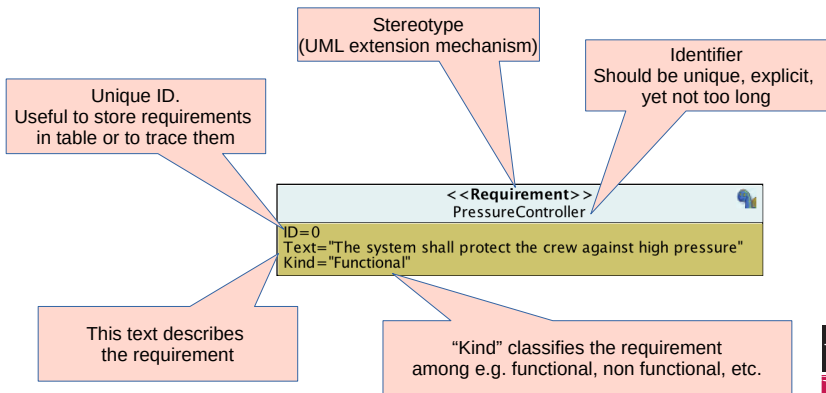 Stereotype
(UML extension mechanism)
Identifier
Should be unique, explicit,
yet not too long
Unique ID.
Useful to store requirements
in table or to trace them
<<Requirement>>
PressureController
ID=0
Text="The system shall protect the crew against high pressure"
Kind="Functional"
This text describes
the requirement
“Kind” classifies the requirement
among e.g. functional, non functional, etc.